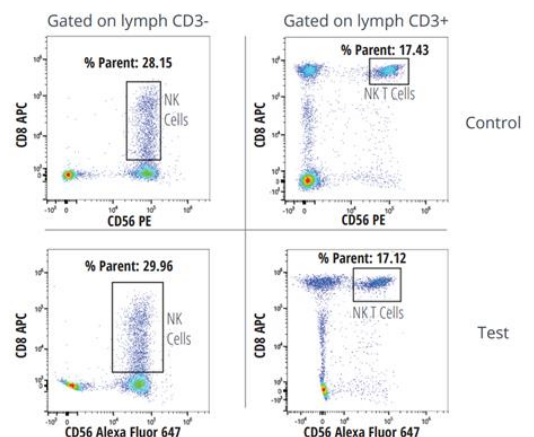 Gated on lymph CD3-
Gated on lymph CD3+
% Parent: 28.15
NK
Cells
CD8 APC
CD56 PE
% Parent: 17.43
NK T Cells
CD8 APC
CD56 PE
Control
% Parent: 29.96
NK
Cells
CD8 APC
CD56 Alexa Fluor 647
% Parent: 17.12
NK T Cells
CD8 APC
CD56 Alexa Fluor 647
Test